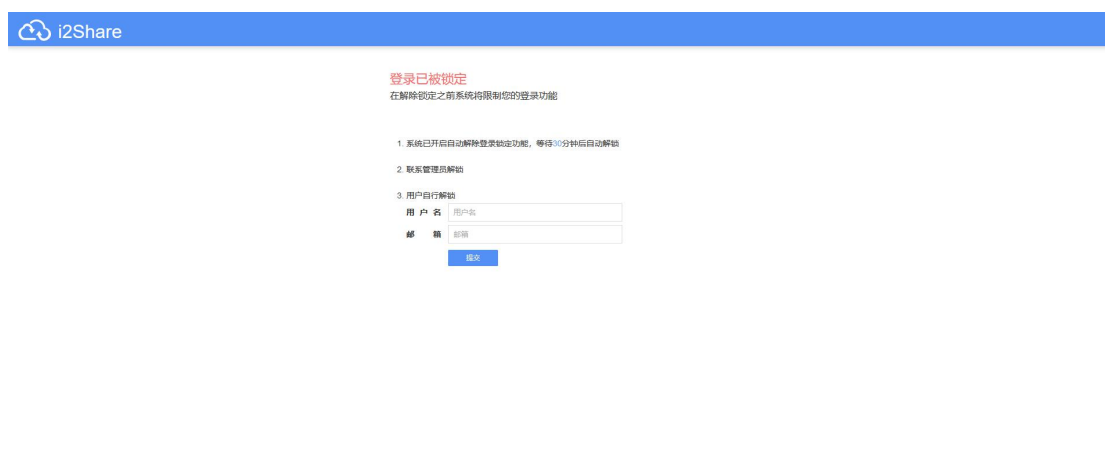 i2Share
登录已被锁定
在解除锁定之前系统将限制您的登录功能
1. 系统已开启自动解除登录锁定功能，等待30分钟后自动解锁
2. 联系管理员解锁
3. 用户自行解锁
用 户 名 用户名
邮 箱 邮箱
提交